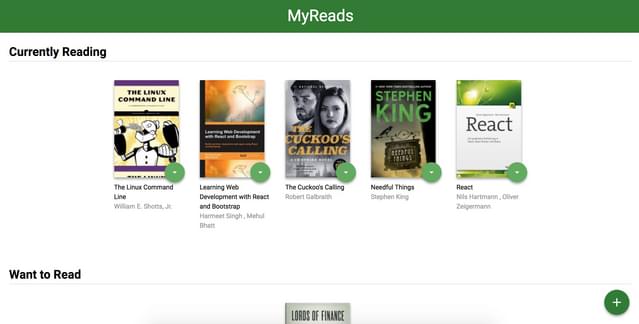 MyReads
Currently Reading
THE LINUX
COMMAND LINE
Learning Web Development
with React and Bootstrap
THE
CUCKOO'S
CALLING
STEPHEN
KING
NEEDFUL
THINGS
React
The Linux Command
Line
William E. Shotts, Jr.
Learning Web
Development with React
and Bootstrap
Harmeet Singh , Mehul
Bhatt
The Cuckoo's Calling
Robert Galbraith
Needful Things
Stephen King
React
Nils Hartmann , Oliver
Zeigermann
Want to Read
+
LORDS OF FINANCE